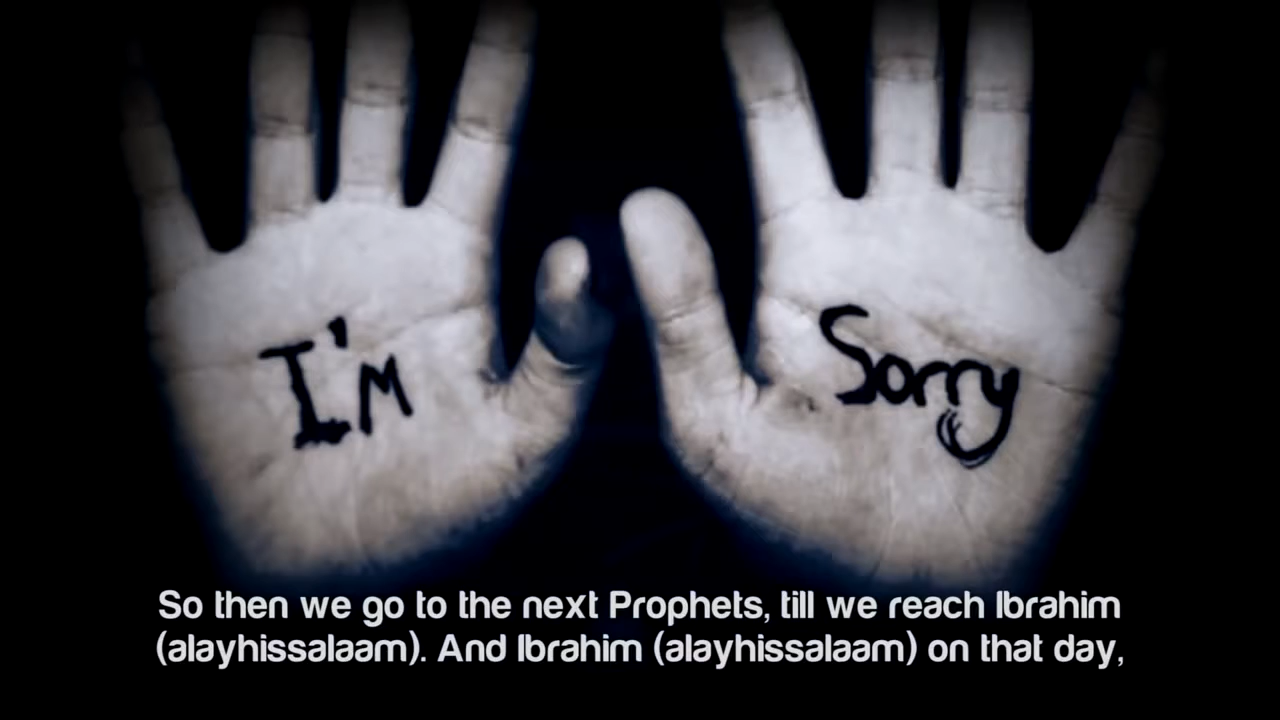 I'm Sorry
So then we go to the next Prophets, till we reach Ibrahim
(alayhissalaam). And Ibrahim (alayhissalaam) on that day,